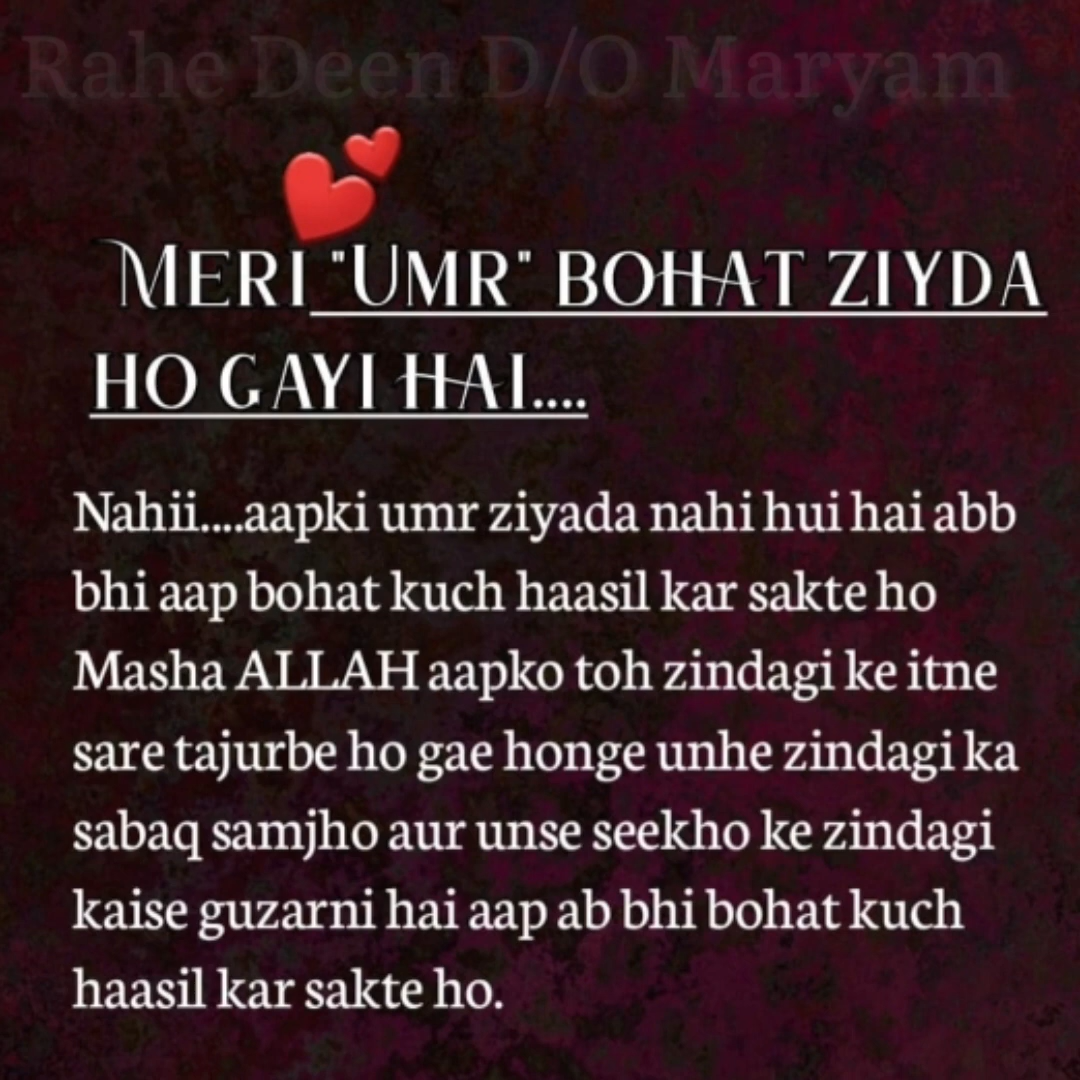 Rahe Deen D/O Maryam
MERI "UMR" BOHAT ZIYDA
HO GAYI HAI....
Nahii....aapki umr ziyada nahi hui hai abb
bhi aap bohat kuch haasil kar sakte ho
Masha ALLAH aapko toh zindagi ke itne
sare tajurbe ho gae honge unhe zindagi ka
sabaq samjho aur unse seekho ke zindagi
kaise guzarni hai aap ab bhi bohat kuch
haasil kar sakte ho.